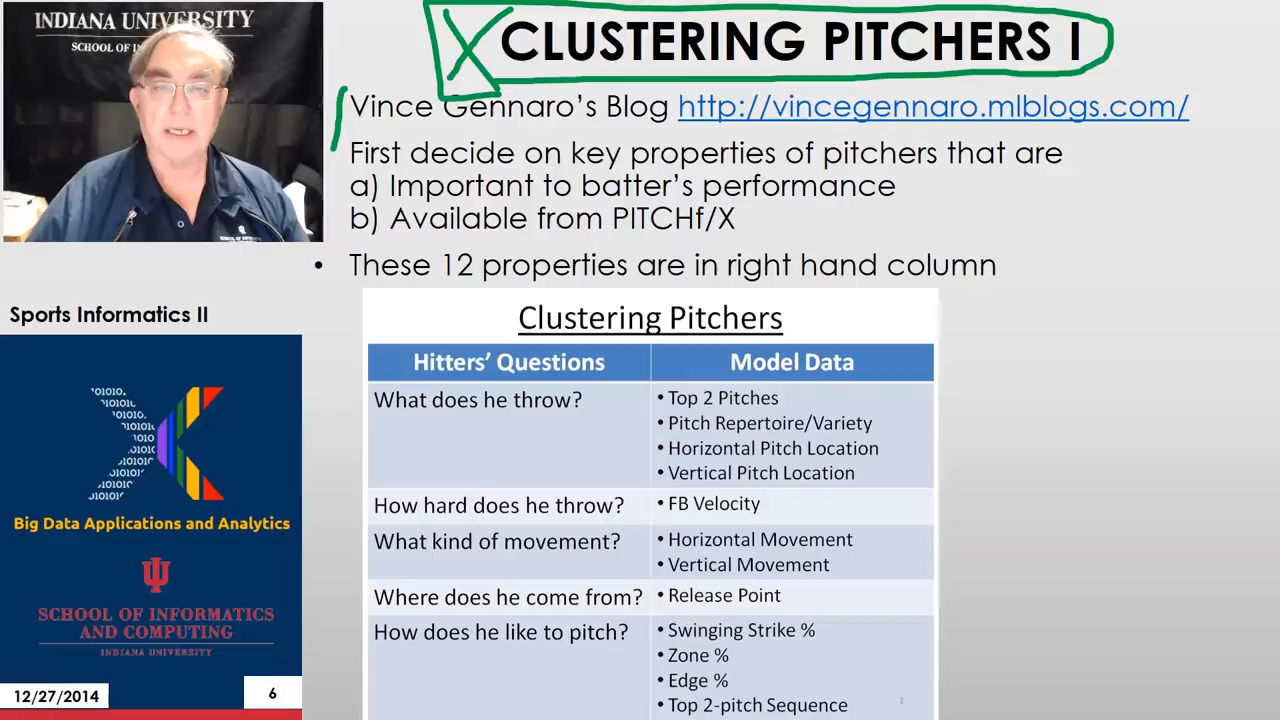 INDIANA UNIVERSITY
SCHOOL OF IN
CLUSTERING PITCHERS I
Vince Gennaro's Blog http://vincegennaro.mlblogs.com/
First decide on key properties of pitchers that are
a) Important to batter's performance
b) Available from PITCHf/X
• These 12 properties are in right hand column
Sports Informatics II
Big Data Applications and Analytics
SCHOOL OF INFORMATICS
AND COMPUTING
INDIANA UNIVERSITY
12/27/2014
6
Clustering Pitchers
Hitters' Questions Model Data
What does he throw? • Top 2 Pitches
• Pitch Repertoire/Variety
• Horizontal Pitch Location
• Vertical Pitch Location
How hard does he throw? • FB Velocity
What kind of movement? • Horizontal Movement
• Vertical Movement
Where does he come from? • Release Point
How does he like to pitch? • Swinging Strike %
• Zone %
• Edge %
• Top 2-pitch Sequence